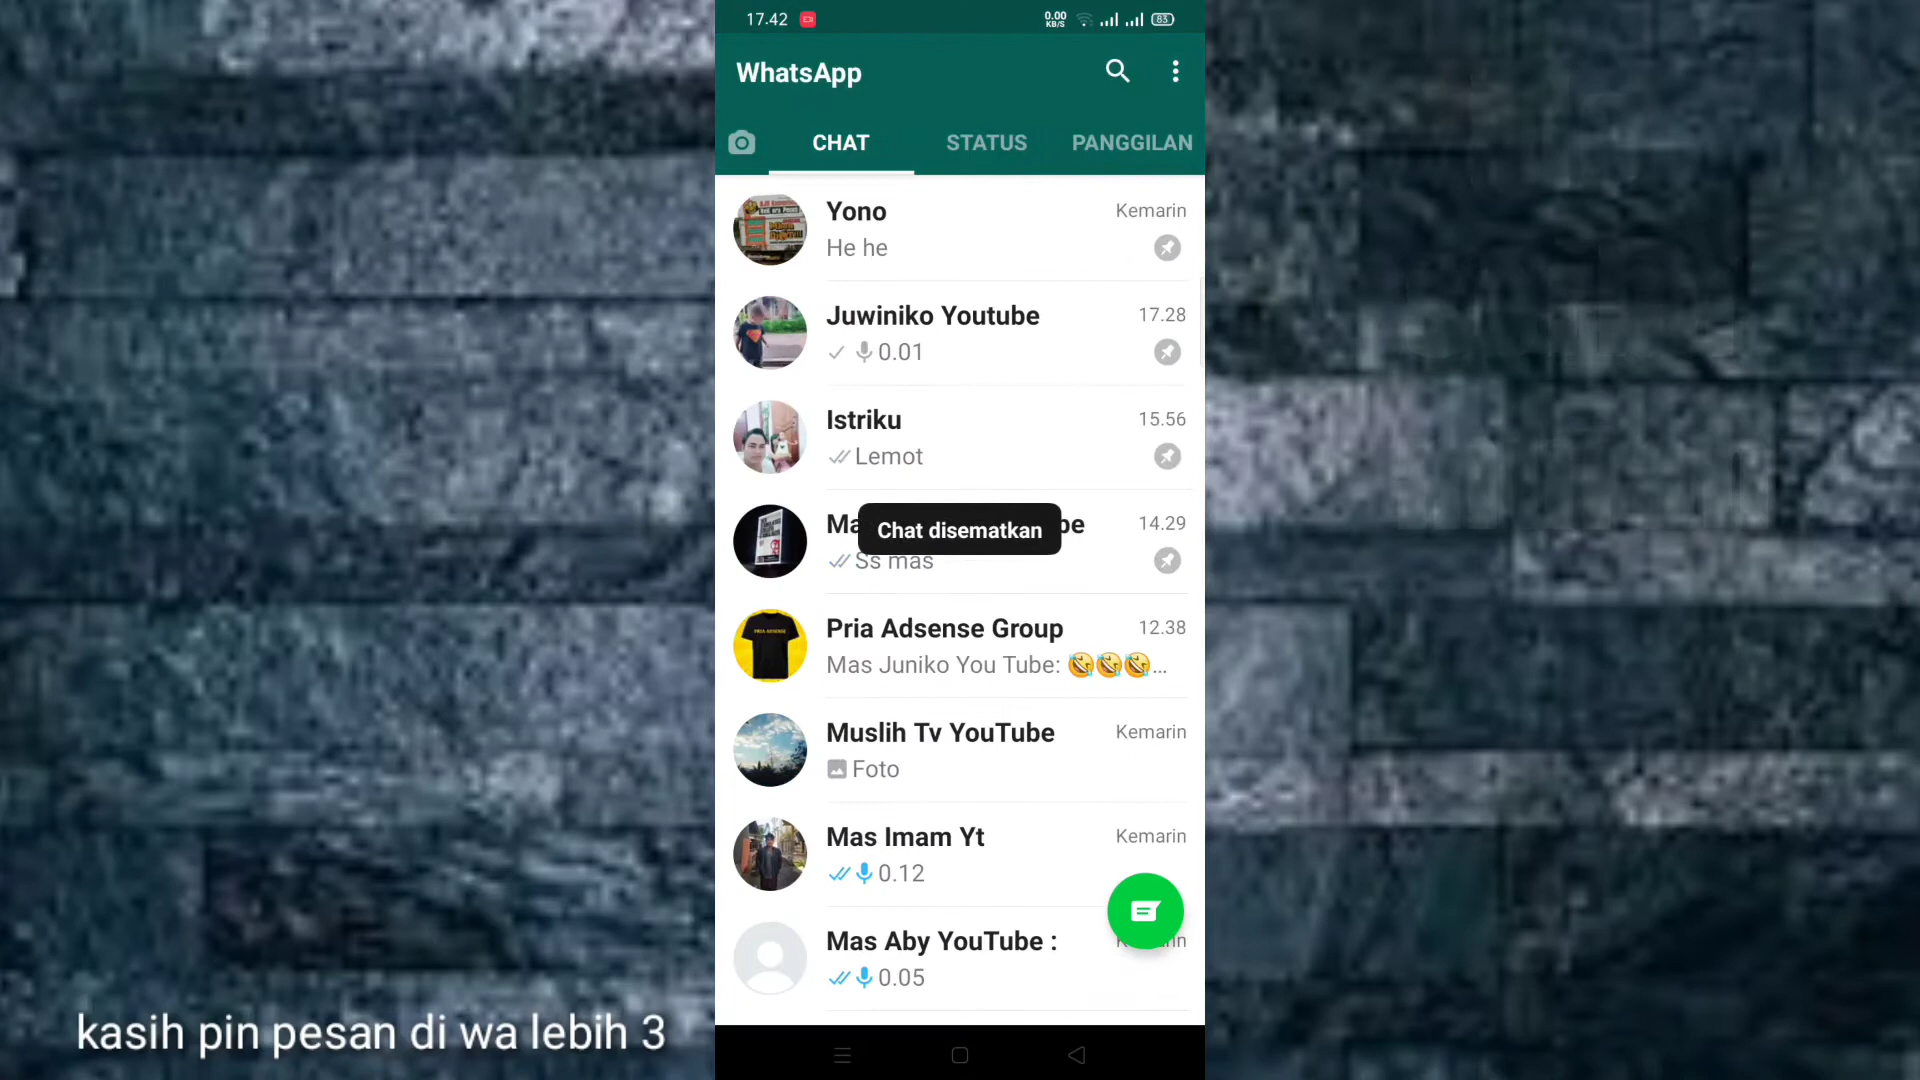 17.42
0.00
KB/S
83
WhatsApp
CHAT STATUS PANGGILAN
Yono Kemarin
He he
Juwiniko Youtube 17.28
0.01
Istriku 15.56
Lemot
Ma be 14.29
Chat disematkan
Ss mas
Pria Adsense Group 12.38
Mas Juniko You Tube: 🤣🤣🤣...
Muslih Tv YouTube Kemarin
Foto
Mas Imam Yt Kemarin
0.12
Mas Aby YouTube :
0.05
kasih pin pesan di wa lebih 3